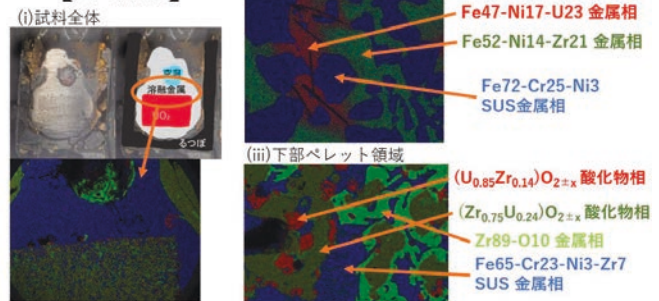 (i)試料全体
空隙
溶融金属
UO₂
るつぼ
Fe47-Ni17-U23 金属相
Fe52-Ni14-Zr21 金属相
Fe72-Cr25-Ni3
SUS金属相
(iii)下部ペレット領域
(U₀.₈₅Zr₀.₁₄)O₂±ₓ 酸化物相
(Zr₀.₇₅U₀.₂₄)O₂±ₓ 酸化物相
Zr89-O10 金属相
Fe65-Cr23-Ni3-Zr7
SUS 金属相